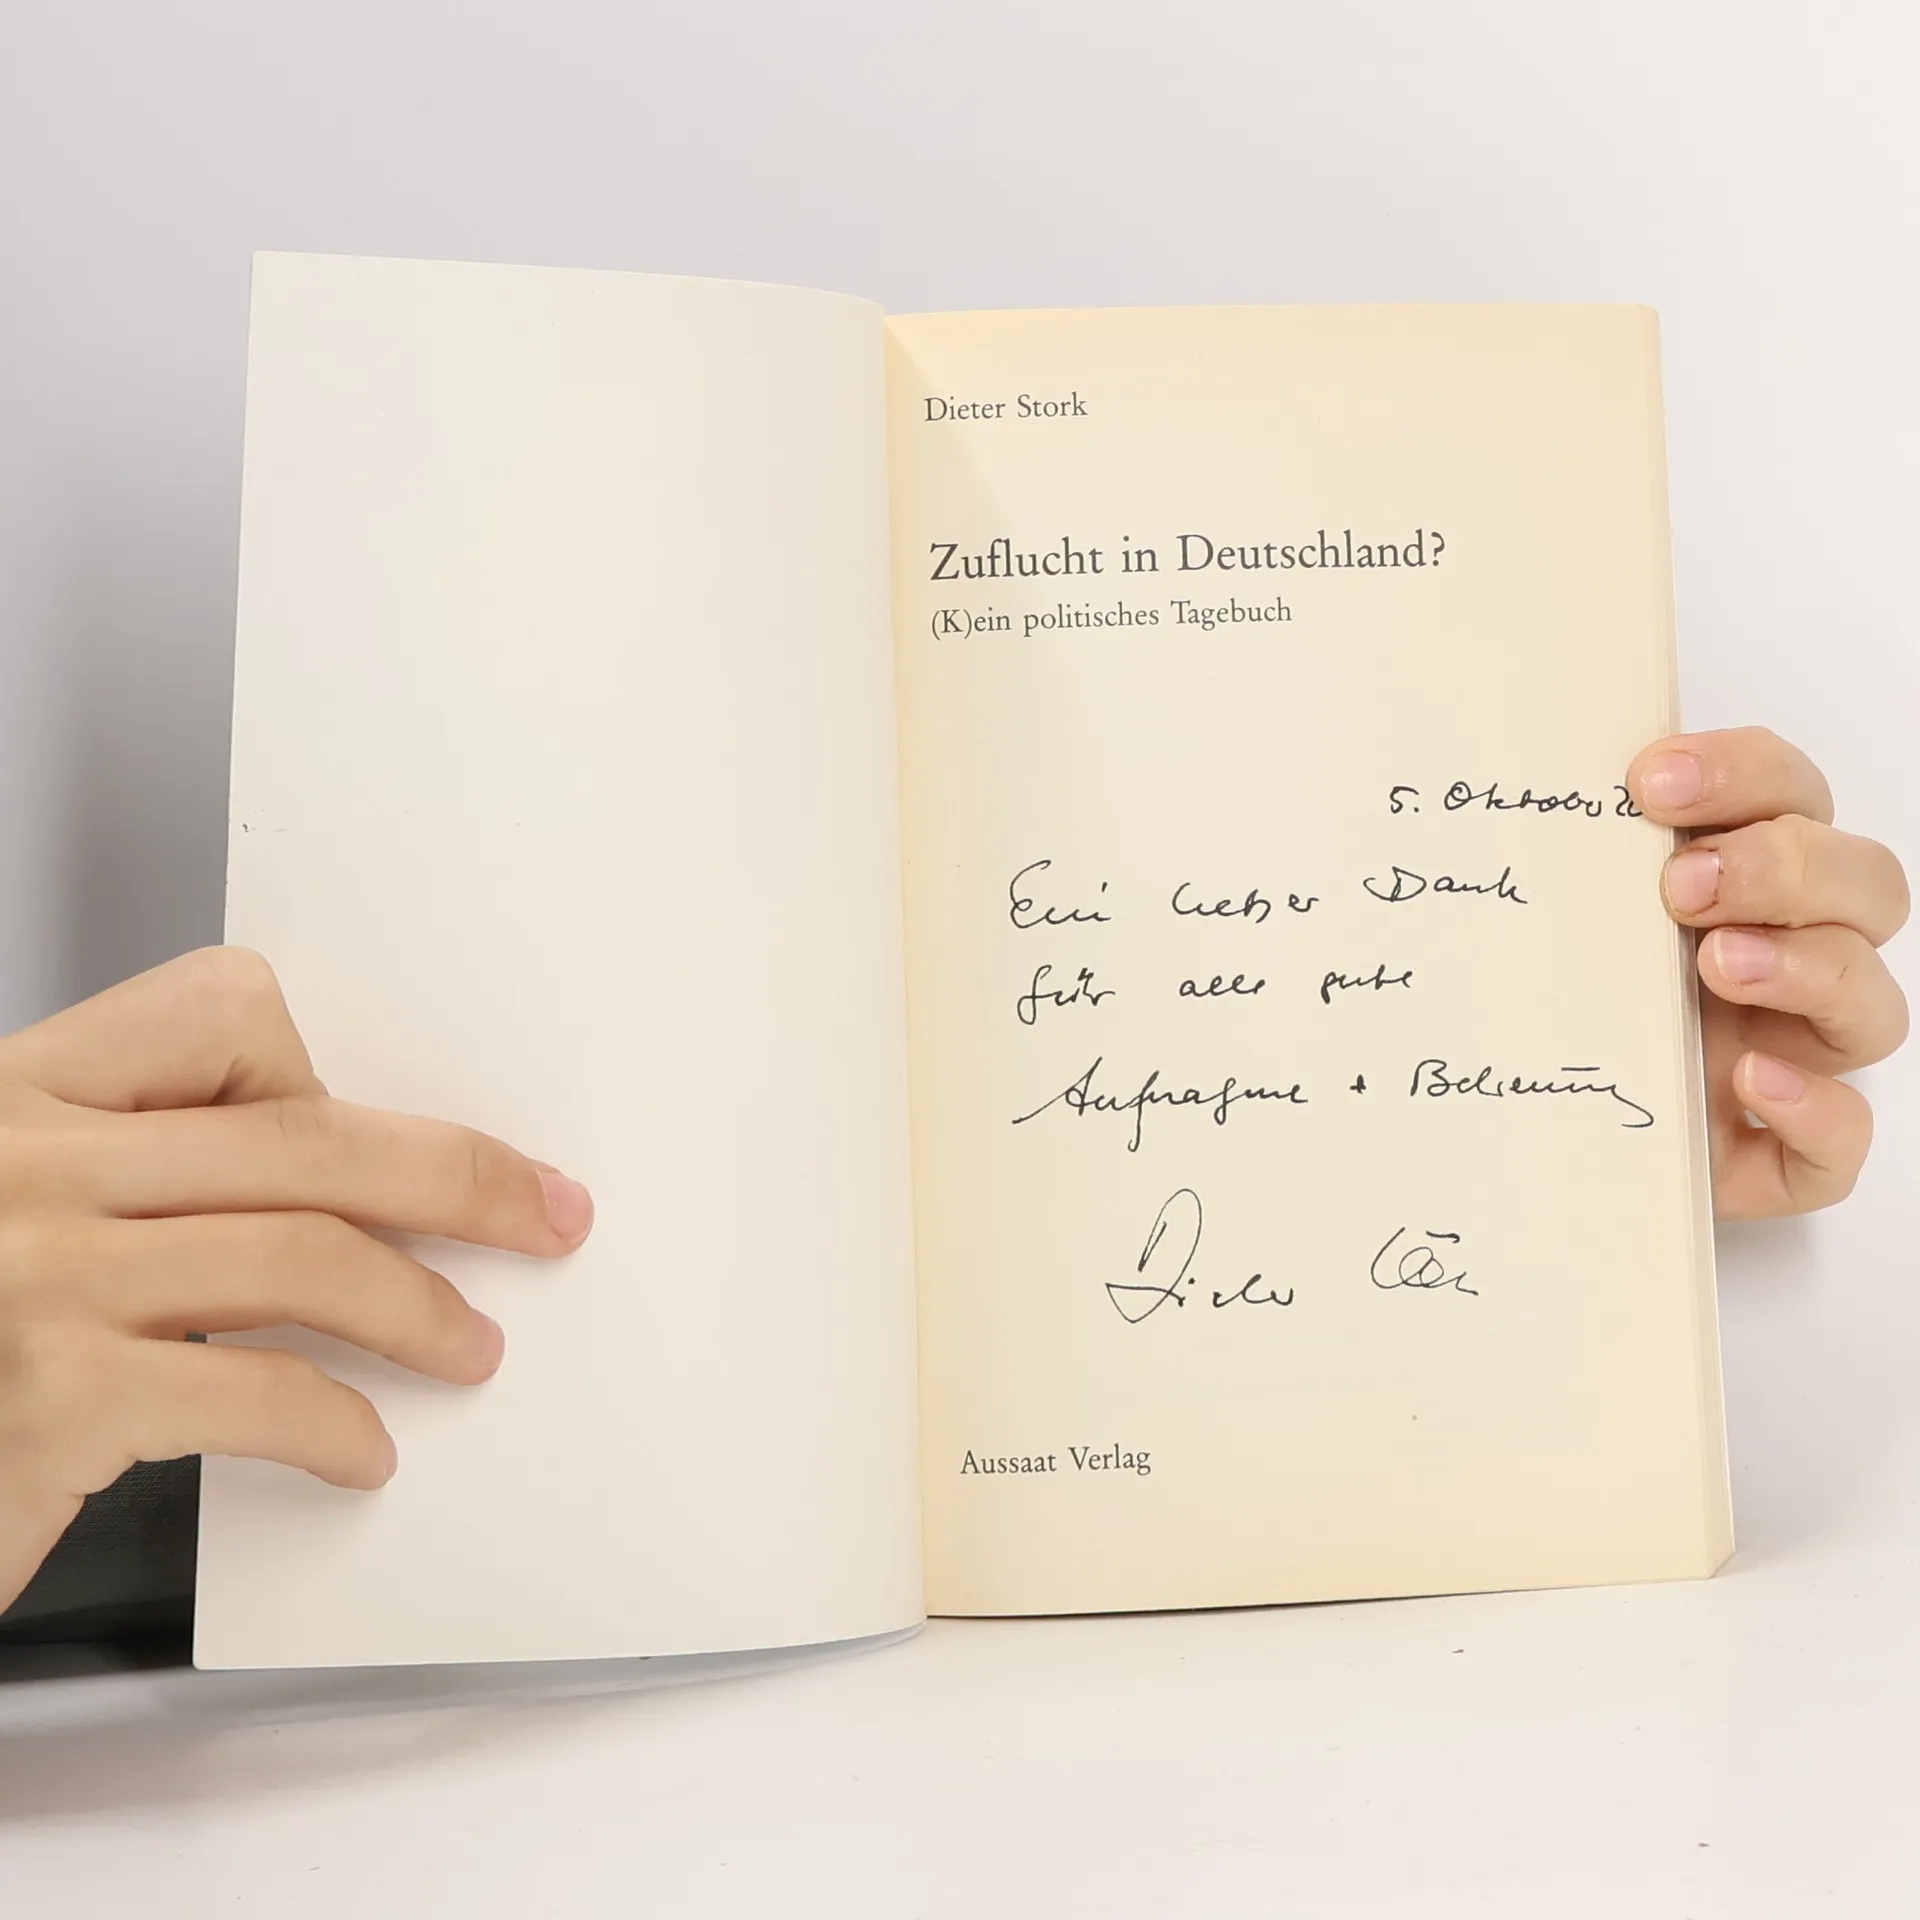 Dieter Stork
Zuflucht in Deutschland?
(K)ein politisches Tagebuch
5. Oktober
Ein lieber Dank
für alle gute
Aufnahme + Betreuung
Dieter
Aussaat Verlag